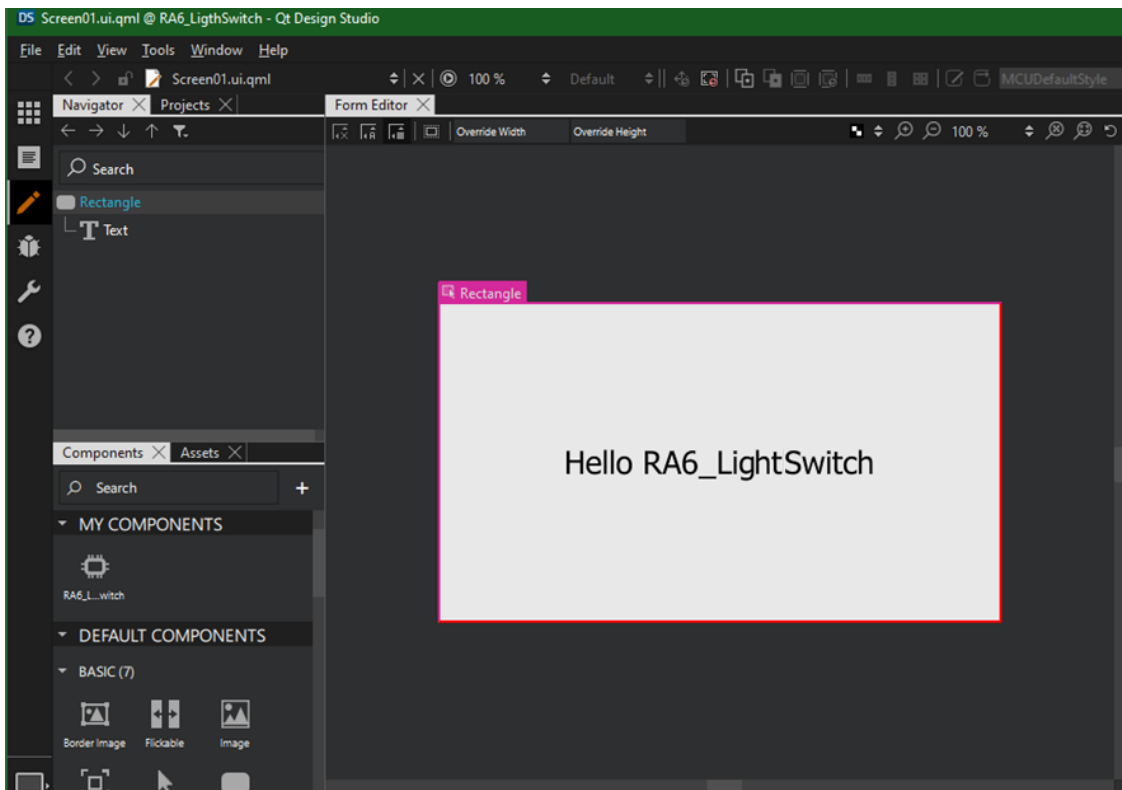 DS Screen01.ui.qml @ RA6_LigthSwitch - Qt Design Studio
File Edit View Tools Window Help
Screen01.ui.qml 100 % Default MCUDefaultStyle
Navigator Projects Form Editor
Override Width Override Height 100 %
Search
Rectangle
Text
Rectangle
Hello RA6_LightSwitch
Components Assets
Search
MY COMPONENTS
RA6_L...witch
DEFAULT COMPONENTS
BASIC (7)
Border Image Flickable Image